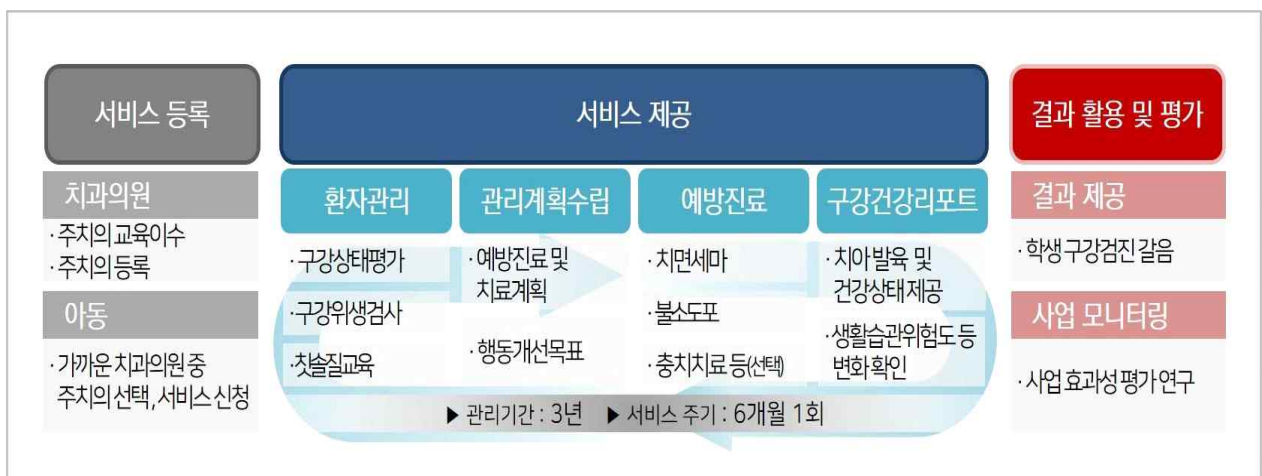 서비스 등록
치과의원
· 주치의 교육이수
· 주치의 등록
아동
· 가까운 치과의원 중
주치의 선택, 서비스 신청
서비스 제공
환자관리
· 구강상태평가
· 구강위생검사
· 칫솔질교육
관리계획수립
· 예방진료 및
치료계획
· 행동개선목표
예방진료
· 치면세마
· 불소도포
· 충치치료 등(선택)
구강건강리포트
· 치아 발육 및
건강상태 제공
· 생활습관위험도 등
변화 확인
▶ 관리기간 : 3년 ▶ 서비스 주기 : 6개월 1회
결과 활용 및 평가
결과 제공
· 학생 구강검진 갈음
사업 모니터링
· 사업 효과성 평가 연구